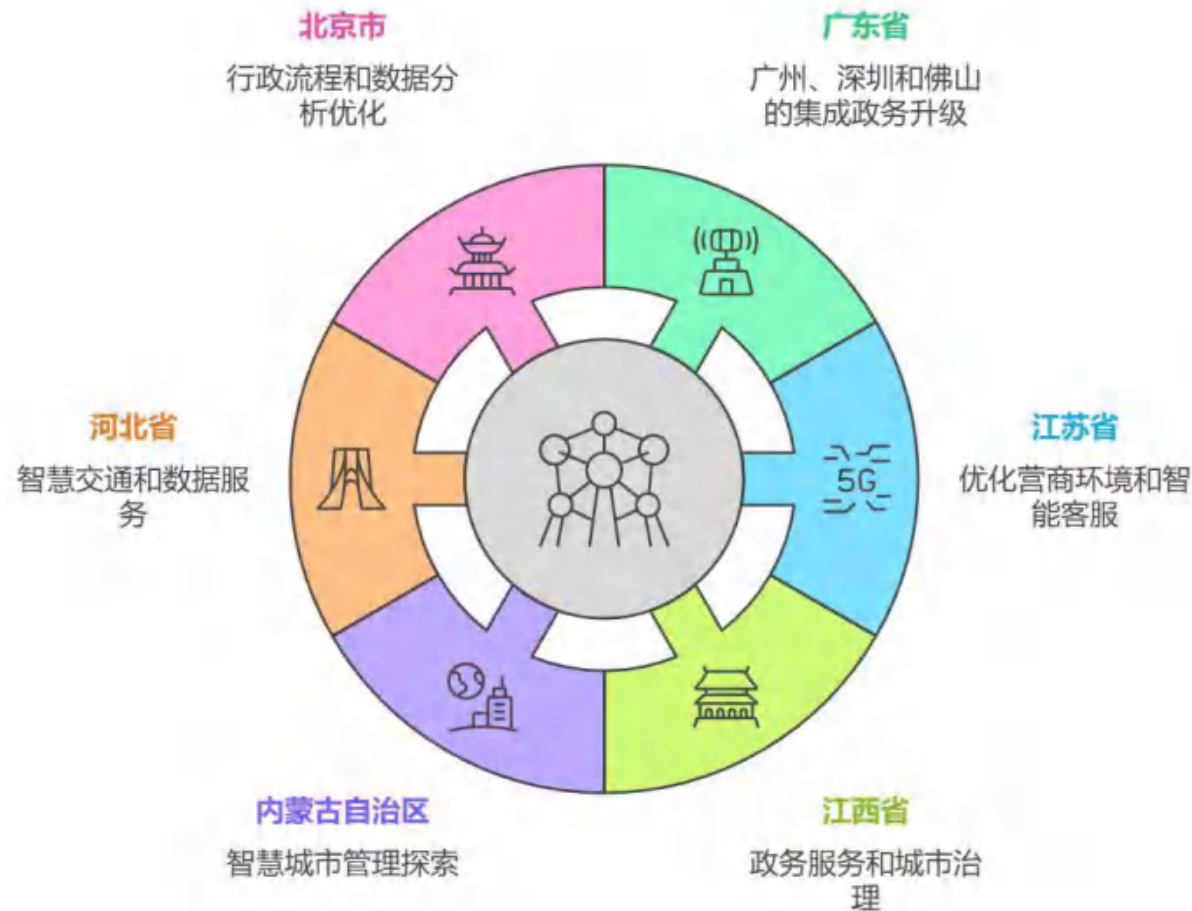 北京市
行政流程和数据分
析优化
广东省
广州、深圳和佛山
的集成政务升级
河北省
智慧交通和数据服
务
5G
江苏省
优化营商环境和智
能客服
内蒙古自治区
智慧城市管理探索
江西省
政务服务和城市治
理